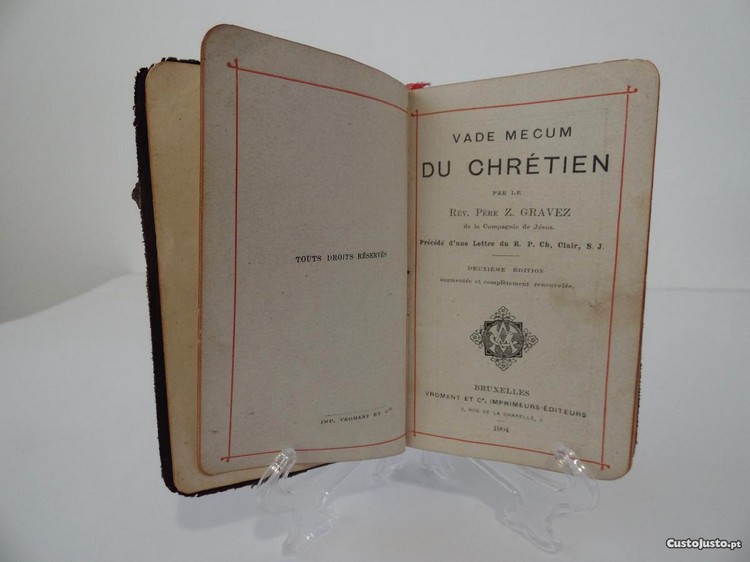 TOUTS DROITS RÉSERVÉS
IMP. VROMANT ET Cⁱᵉ
VADE MECUM
DU CHRÉTIEN
PAR LE
RÉV. PÈRE Z. GRAVEZ
de la Compagnie de Jésus.
Précédé d'une Lettre du R. P. Ch. Clair, S. J.
DEUXIÈME ÉDITION
augmentée et complètement renouvelée.
BRUXELLES
VROMANT ET Cⁱᵉ, IMPRIMEURS-ÉDITEURS
3, RUE DE LA CHAPELLE, 3
1904
CustoJusto.pt